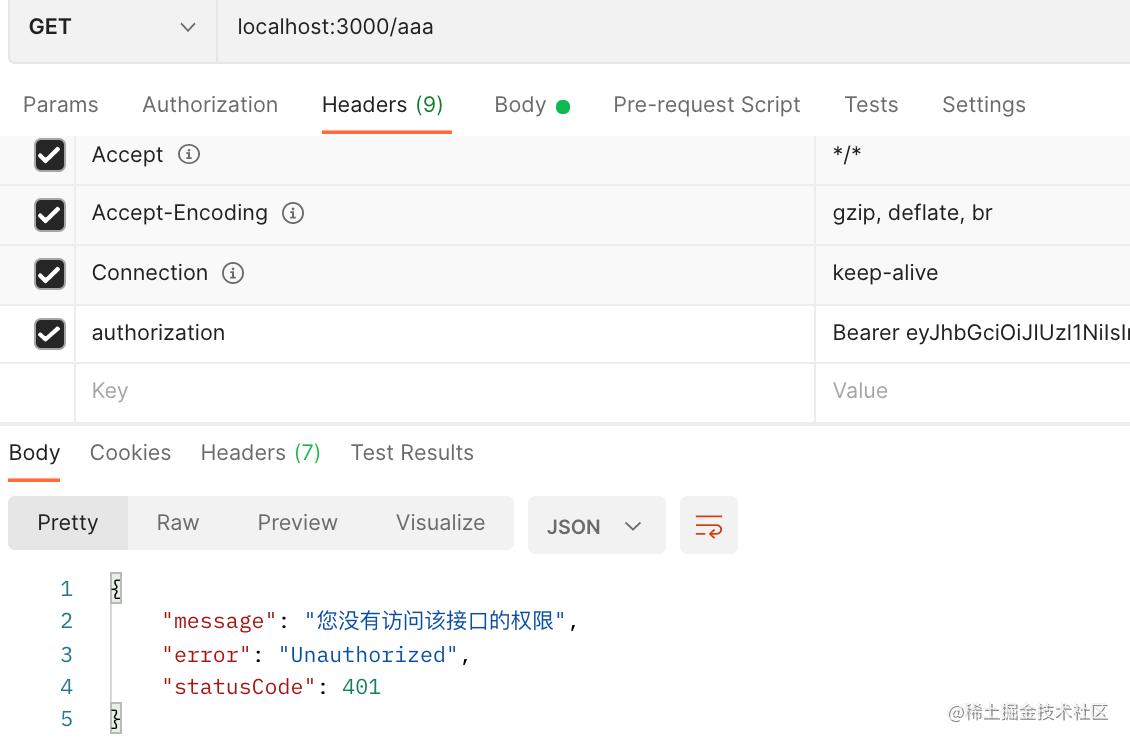 GET localhost:3000/aaa
Params Authorization Headers (9) Body Pre-request Script Tests Settings
Accept */*
Accept-Encoding gzip, deflate, br
Connection keep-alive
authorization Bearer eyJhbGciOiJIUzI1NiIsIn
Key Value
Body Cookies Headers (7) Test Results
Pretty Raw Preview Visualize JSON
1 {
2 "message": "您没有访问该接口的权限",
3 "error": "Unauthorized",
4 "statusCode": 401
5 }
@稀土掘金技术社区